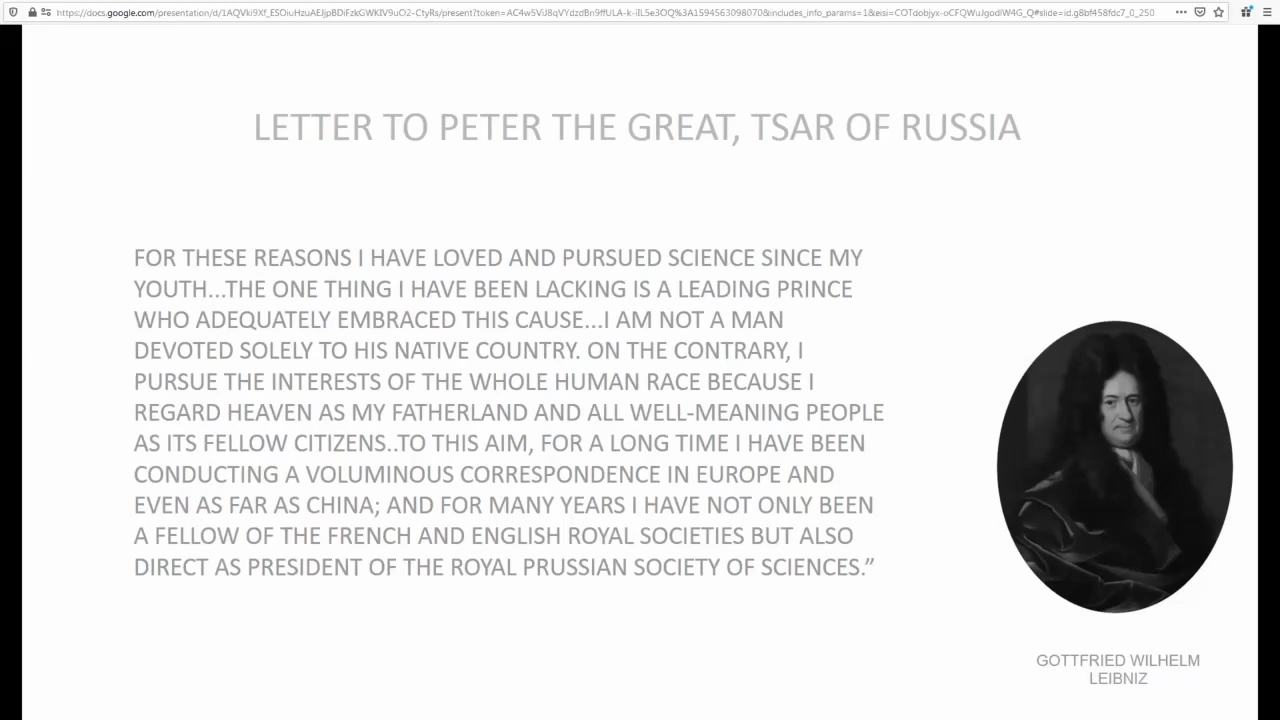 LETTER TO PETER THE GREAT, TSAR OF RUSSIA
FOR THESE REASONS I HAVE LOVED AND PURSUED SCIENCE SINCE MY
YOUTH...THE ONE THING I HAVE BEEN LACKING IS A LEADING PRINCE
WHO ADEQUATELY EMBRACED THIS CAUSE...I AM NOT A MAN
DEVOTED SOLELY TO HIS NATIVE COUNTRY. ON THE CONTRARY, I
PURSUE THE INTERESTS OF THE WHOLE HUMAN RACE BECAUSE I
REGARD HEAVEN AS MY FATHERLAND AND ALL WELL-MEANING PEOPLE
AS ITS FELLOW CITIZENS..TO THIS AIM, FOR A LONG TIME I HAVE BEEN
CONDUCTING A VOLUMINOUS CORRESPONDENCE IN EUROPE AND
EVEN AS FAR AS CHINA; AND FOR MANY YEARS I HAVE NOT ONLY BEEN
A FELLOW OF THE FRENCH AND ENGLISH ROYAL SOCIETIES BUT ALSO
DIRECT AS PRESIDENT OF THE ROYAL PRUSSIAN SOCIETY OF SCIENCES.”
GOTTFRIED WILHELM
LEIBNIZ